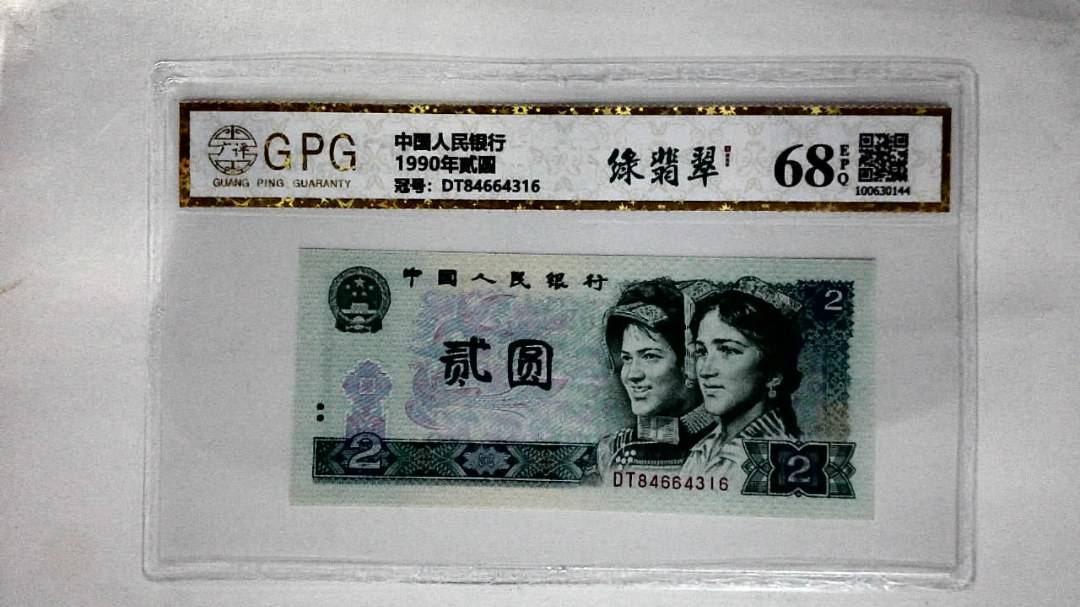 GPG
GUANG PING GUARANTY
中国人民银行
1990年贰圆
冠号：DT84664316
绿翡翠
68 EPQ
100630144
中国人民银行
2
贰圆
2
DT84664316
2